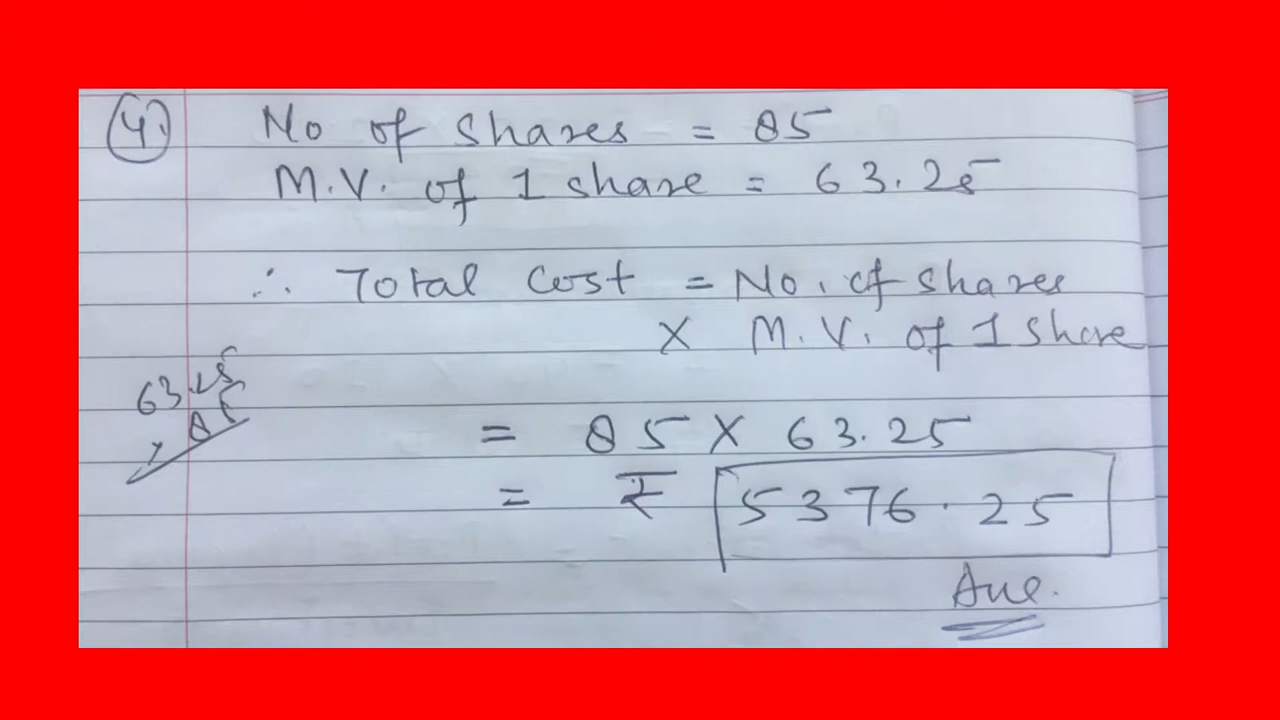 4. No of shares = 85
M.V. of 1 share = 63.25
∴ Total cost = No. of shares
X M.V. of 1 share
63.25
x 85
= 85 X 63.25
= ₹ 5376.25
Ans.